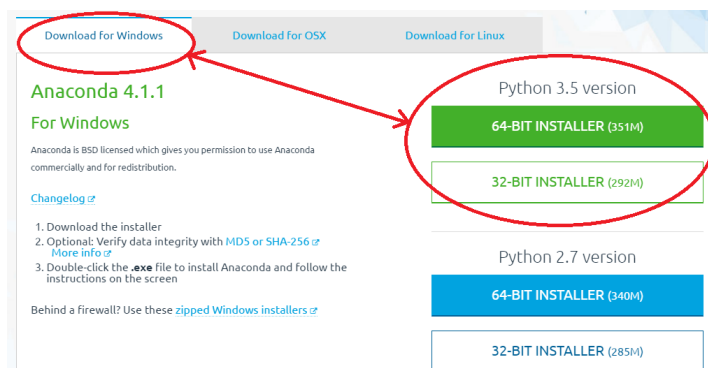 Download for Windows
Download for OSX
Download for Linux
Anaconda 4.1.1
For Windows
Anaconda is BSD licensed which gives you permission to use Anaconda
commercially and for redistribution.
Changelog
1. Download the installer
2. Optional: Verify data integrity with MD5 or SHA-256
More info
3. Double-click the .exe file to install Anaconda and follow the
instructions on the screen
Behind a firewall? Use these zipped Windows installers
Python 3.5 version
64-BIT INSTALLER (351M)
32-BIT INSTALLER (292M)
Python 2.7 version
64-BIT INSTALLER (340M)
32-BIT INSTALLER (285M)